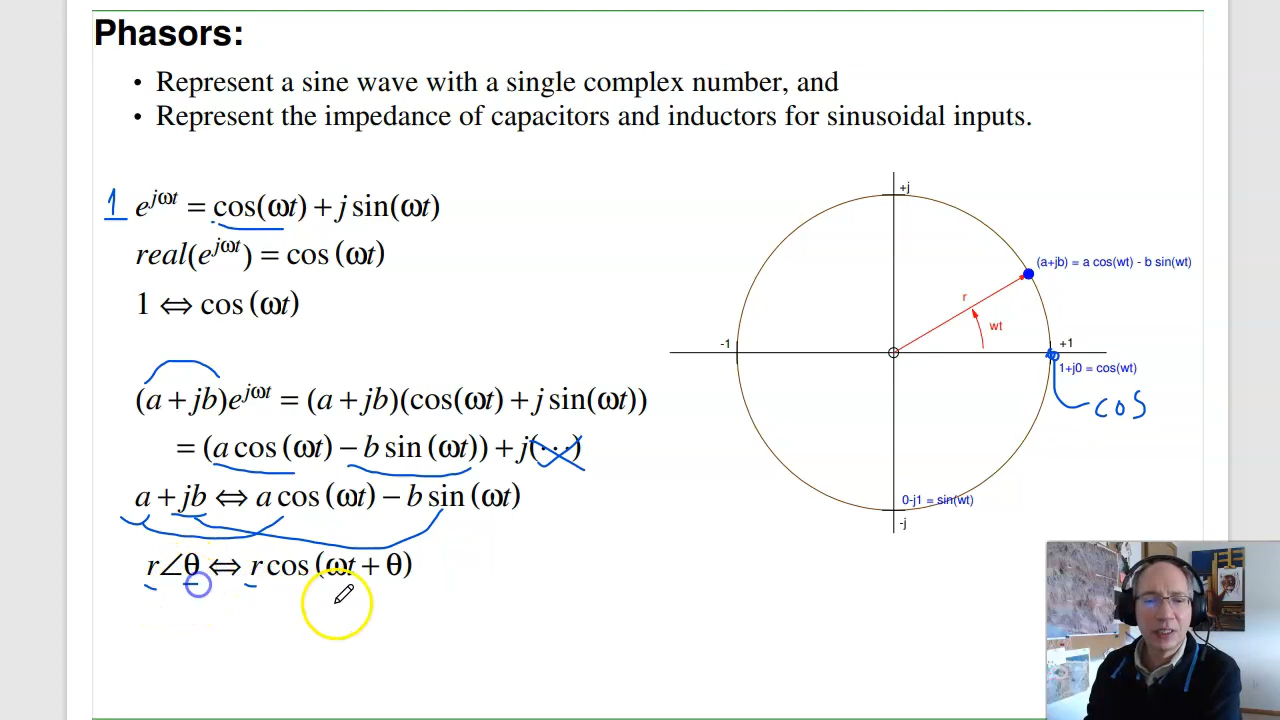 Phasors:
• Represent a sine wave with a single complex number, and
• Represent the impedance of capacitors and inductors for sinusoidal inputs.
1 e^{jωt} = cos(ωt) + j sin(ωt)
real(e^{jωt}) = cos (ωt)
1 ⇔ cos (ωt)
(a + jb)e^{jωt} = (a + jb)(cos(ωt) + j sin(ωt))
= (a cos (ωt) − b sin (ωt)) + j(···)
a + jb ⇔ a cos (ωt) − b sin (ωt)
r∠θ ⇔ r cos (ωt + θ)
+j
(a+jb) = a cos(wt) - b sin(wt)
r
wt
-1
+1
1+j0 = cos(wt)
cos
0-j1 = sin(wt)
-j